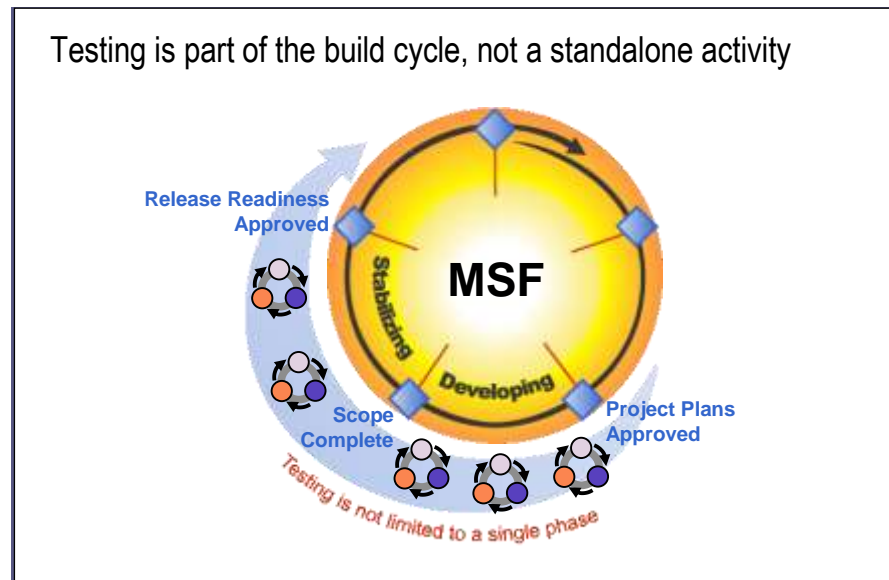 Testing is part of the build cycle, not a standalone activity
Release Readiness
Approved
MSF
Stabilizing
Developing
Scope
Complete
Project Plans
Approved
Testing is not limited to a single phase